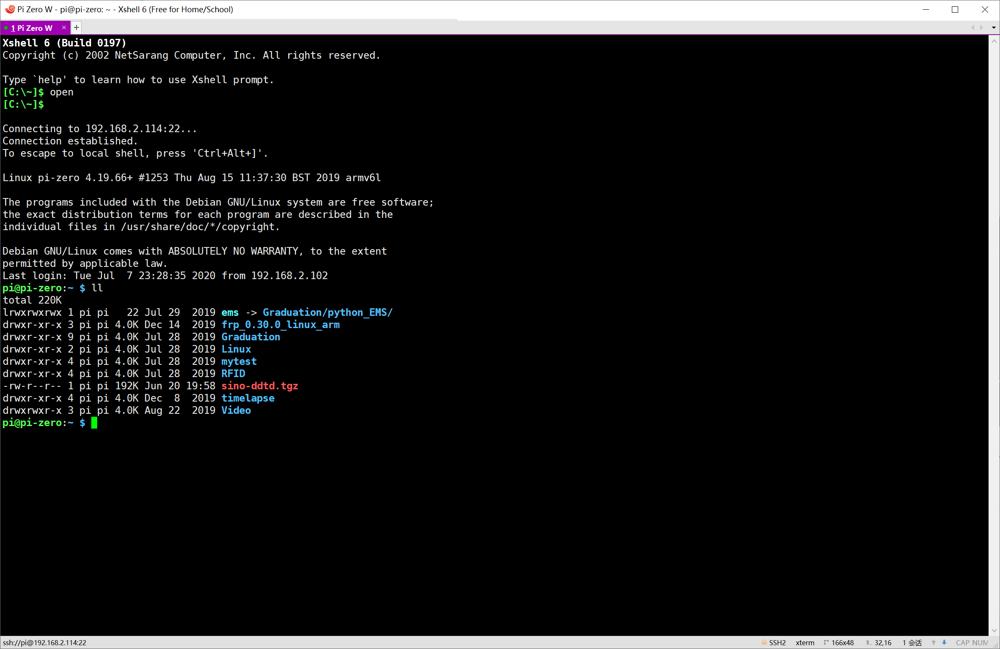 Pi Zero W - pi@pi-zero: ~ - Xshell 6 (Free for Home/School)
1 Pi Zero W × +
Xshell 6 (Build 0197)
Copyright (c) 2002 NetSarang Computer, Inc. All rights reserved.
Type `help' to learn how to use Xshell prompt.
[C:\~]$ open
[C:\~]$
Connecting to 192.168.2.114:22...
Connection established.
To escape to local shell, press 'Ctrl+Alt+]'.
Linux pi-zero 4.19.66+ #1253 Thu Aug 15 11:37:30 BST 2019 armv6l
The programs included with the Debian GNU/Linux system are free software;
the exact distribution terms for each program are described in the
individual files in /usr/share/doc/*/copyright.
Debian GNU/Linux comes with ABSOLUTELY NO WARRANTY, to the extent
permitted by applicable law.
Last login: Tue Jul  7 23:28:35 2020 from 192.168.2.102
pi@pi-zero:~ $ ll
total 220K
lrwxrwxrwx 1 pi pi   22 Jul 29  2019 ems -> Graduation/python_EMS/
drwxr-xr-x 3 pi pi 4.0K Dec 14  2019 frp_0.30.0_linux_arm
drwxr-xr-x 9 pi pi 4.0K Jul 28  2019 Graduation
drwxr-xr-x 2 pi pi 4.0K Jul 28  2019 Linux
drwxr-xr-x 4 pi pi 4.0K Jul 28  2019 mytest
drwxr-xr-x 4 pi pi 4.0K Jul 28  2019 RFID
-rw-r--r-- 1 pi pi 192K Jun 20 19:58 sino-ddtd.tgz
drwxr-xr-x 4 pi pi 4.0K Dec  8  2019 timelapse
drwxrwxr-x 3 pi pi 4.0K Aug 22  2019 Video
pi@pi-zero:~ $
ssh://pi@192.168.2.114:22 SSH2 xterm 166x48 32,16 1 会话 CAP NUM